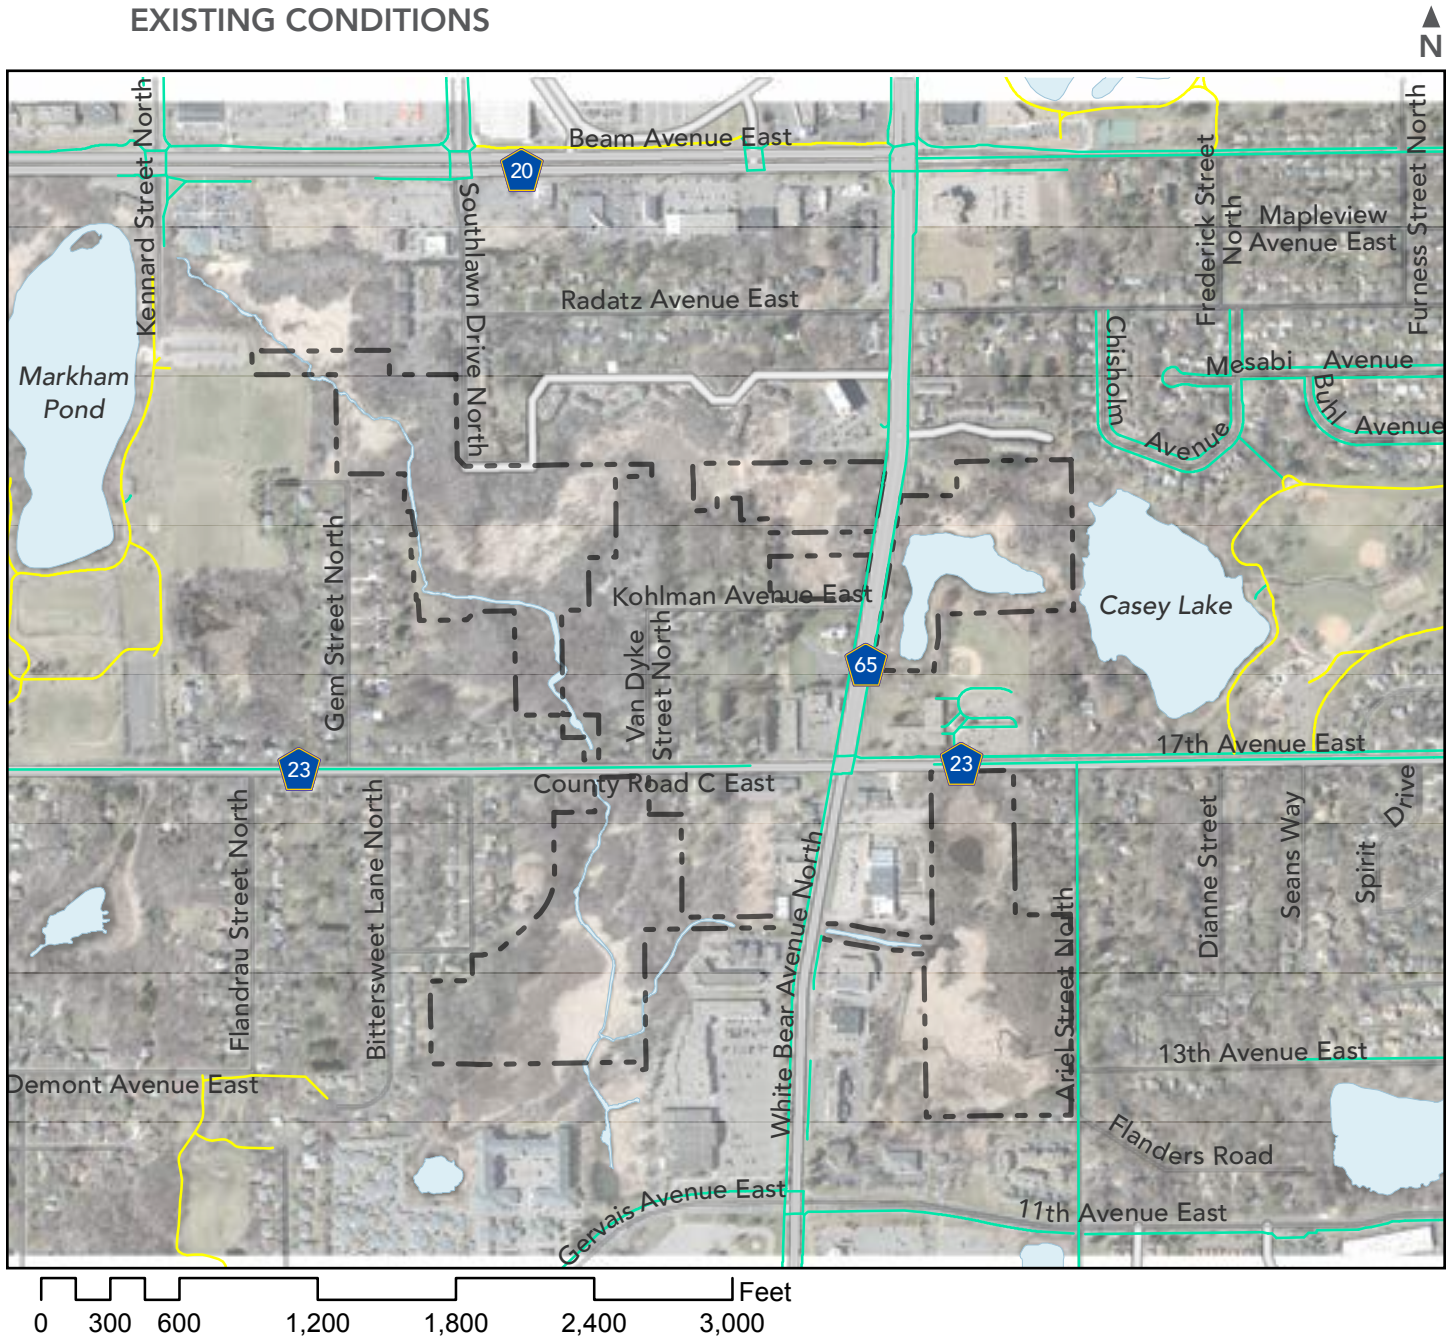 EXISTING CONDITIONS
N
Beam Avenue East
20
Kennard Street North
Southlawn Drive North
Frederick Street
North
Furness Street North
Mapleview
Avenue East
Radatz Avenue East
Markham
Pond
Chisholm
Avenue
Mesabi Avenue
Buhl
Avenue
Gem Street North
Kohlman Avenue East
Casey Lake
Van Dyke
Street North
65
23
County Road C East
23
17th Avenue East
Flandrau Street North
Bittersweet Lane North
White Bear Avenue North
Ariel Street North
Dianne Street
Seans Way
Spirit
Drive
13th Avenue East
Demont Avenue East
Flanders Road
Gervais Avenue East
11th Avenue East
Feet
0 300 600 1,200 1,800 2,400 3,000